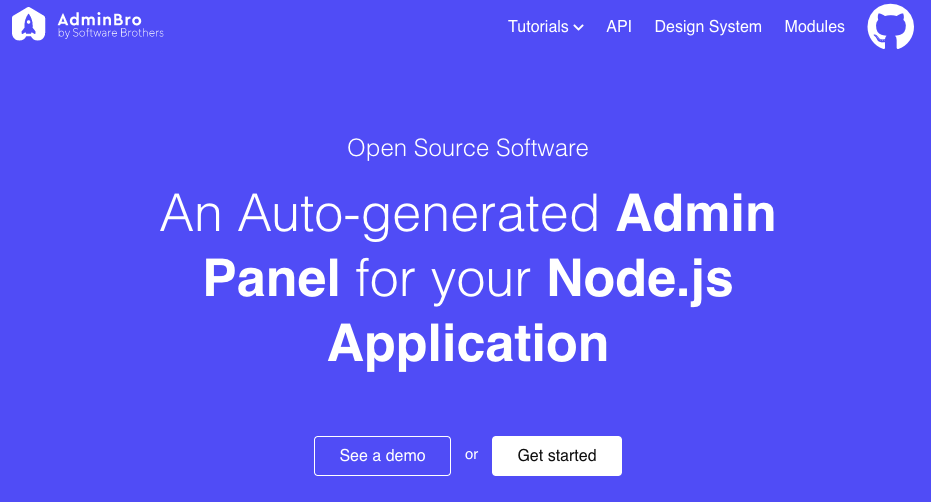 AdminBro
by Software Brothers
Tutorials
API
Design System
Modules
Open Source Software
An Auto-generated Admin
Panel for your Node.js
Application
See a demo
or
Get started